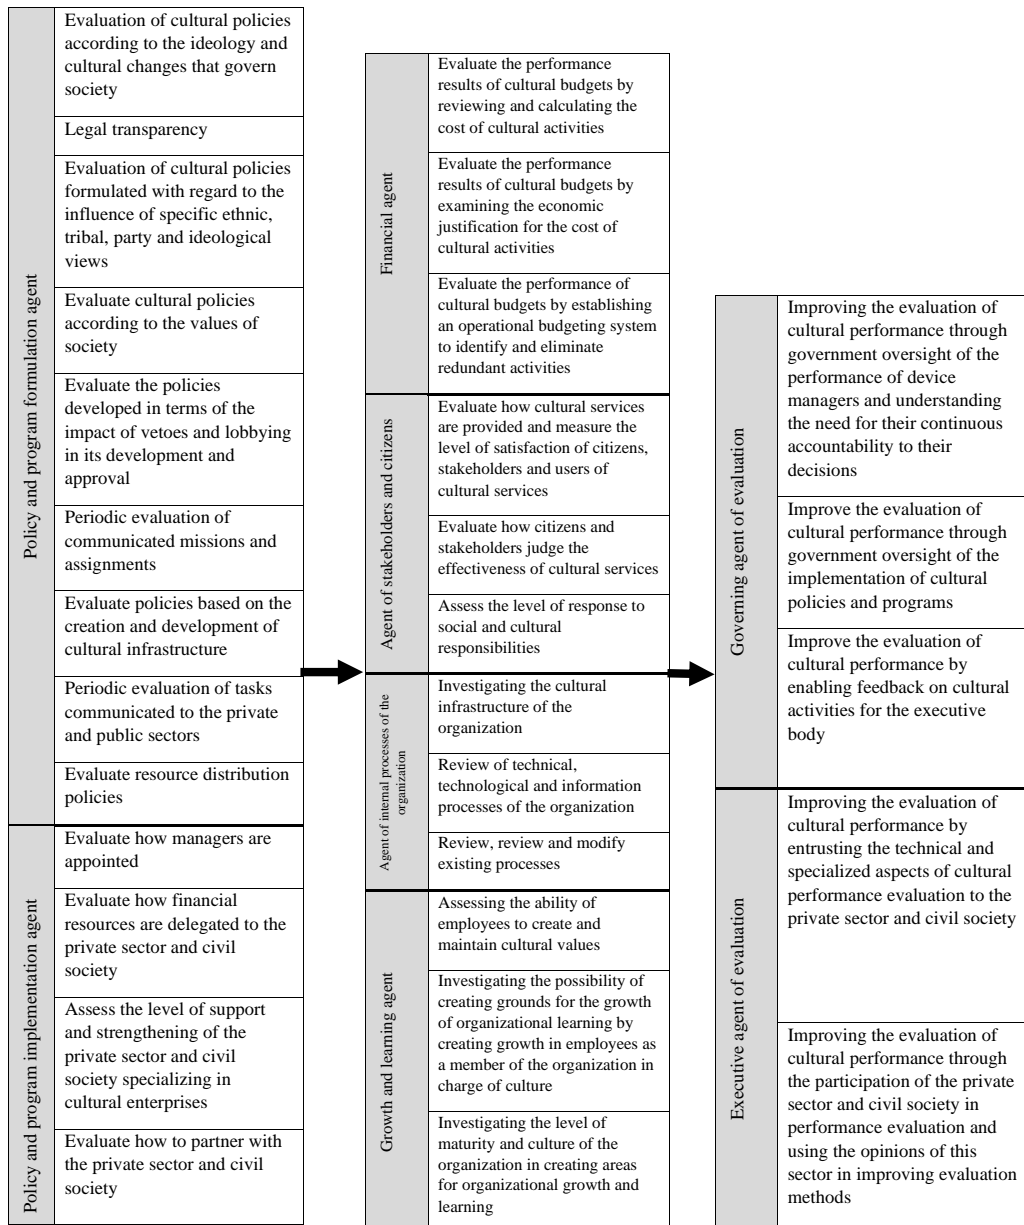 Policy and program formulation agent
Evaluation of cultural policies
according to the ideology and
cultural changes that govern
society
Legal transparency
Evaluation of cultural policies
formulated with regard to the
influence of specific ethnic,
tribal, party and ideological
views
Evaluate cultural policies
according to the values of
society
Evaluate the policies
developed in terms of the
impact of vetoes and lobbying
in its development and
approval
Periodic evaluation of
communicated missions and
assignments
Evaluate policies based on the
creation and development of
cultural infrastructure
Periodic evaluation of tasks
communicated to the private
and public sectors
Evaluate resource distribution
policies
Policy and program implementation agent
Evaluate how managers are
appointed
Evaluate how financial
resources are delegated to the
private sector and civil
society
Assess the level of support
and strengthening of the
private sector and civil
society specializing in
cultural enterprises
Evaluate how to partner with
the private sector and civil
society
Financial agent
Evaluate the performance
results of cultural budgets by
reviewing and calculating the
cost of cultural activities
Evaluate the performance
results of cultural budgets by
examining the economic
justification for the cost of
cultural activities
Evaluate the performance of
cultural budgets by establishing
an operational budgeting system
to identify and eliminate
redundant activities
Agent of stakeholders and citizens
Evaluate how cultural services
are provided and measure the
level of satisfaction of citizens,
stakeholders and users of
cultural services
Evaluate how citizens and
stakeholders judge the
effectiveness of cultural services
Assess the level of response to
social and cultural
responsibilities
Agent of internal processes of the
organization
Investigating the cultural
infrastructure of the
organization
Review of technical,
technological and information
processes of the organization
Review, review and modify
existing processes
Growth and learning agent
Assessing the ability of
employees to create and
maintain cultural values
Investigating the possibility of
creating grounds for the growth
of organizational learning by
creating growth in employees as
a member of the organization in
charge of culture
Investigating the level of
maturity and culture of the
organization in creating areas
for organizational growth and
learning
Governing agent of evaluation
Improving the evaluation of
cultural performance through
government oversight of the
performance of device
managers and understanding
the need for their continuous
accountability to their
decisions
Improve the evaluation of
cultural performance through
government oversight of the
implementation of cultural
policies and programs
Improve the evaluation of
cultural performance by
enabling feedback on cultural
activities for the executive
body
Executive agent of evaluation
Improving the evaluation of
cultural performance by
entrusting the technical and
specialized aspects of cultural
performance evaluation to the
private sector and civil society
Improving the evaluation of
cultural performance through
the participation of the private
sector and civil society in
performance evaluation and
using the opinions of this
sector in improving evaluation
methods